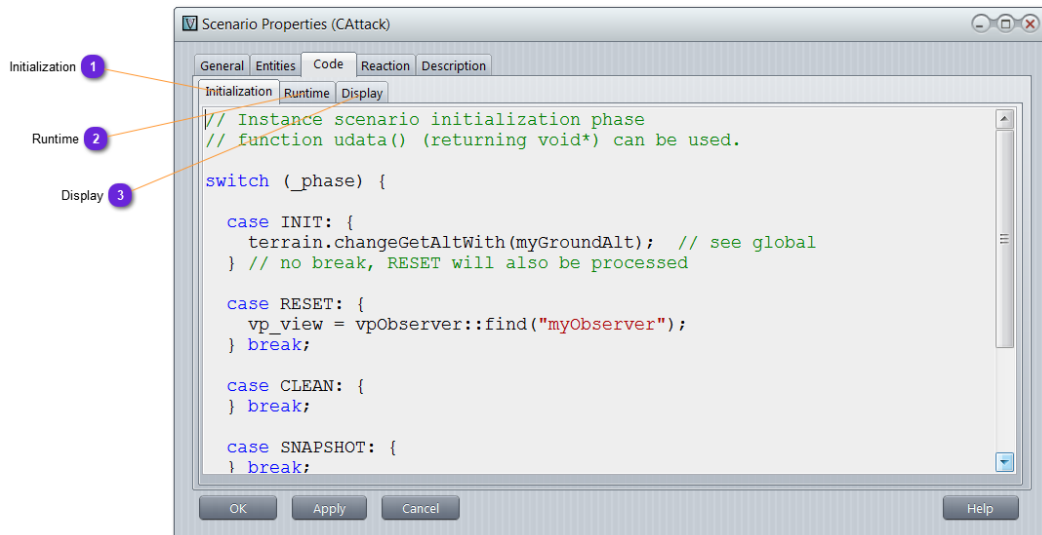 Scenario Properties (CAttack)
Initialization 1
Runtime 2
Display 3
General Entities Code Reaction Description
Initialization Runtime Display
// Instance scenario initialization phase
// function udata() (returning void*) can be used.
switch (_phase) {
case INIT: {
terrain.changeGetAltWith(myGroundAlt); // see global
} // no break, RESET will also be processed
case RESET: {
vp_view = vpObserver::find("myObserver");
} break;
case CLEAN: {
} break;
case SNAPSHOT: {
} break;
OK Apply Cancel Help